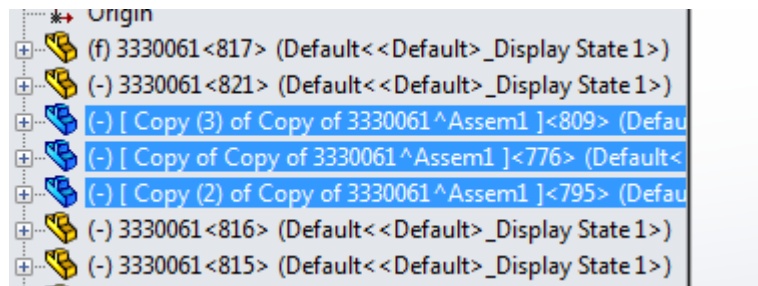 Origin
(f) 3330061<817> (Default<<Default>_Display State 1>)
(-) 3330061<821> (Default<<Default>_Display State 1>)
(-) [ Copy (3) of Copy of 3330061^Assem1 ]<809> (Defau
(-) [ Copy of Copy of 3330061^Assem1 ]<776> (Default<
(-) [ Copy (2) of Copy of 3330061^Assem1 ]<795> (Defau
(-) 3330061<816> (Default<<Default>_Display State 1>)
(-) 3330061<815> (Default<<Default>_Display State 1>)